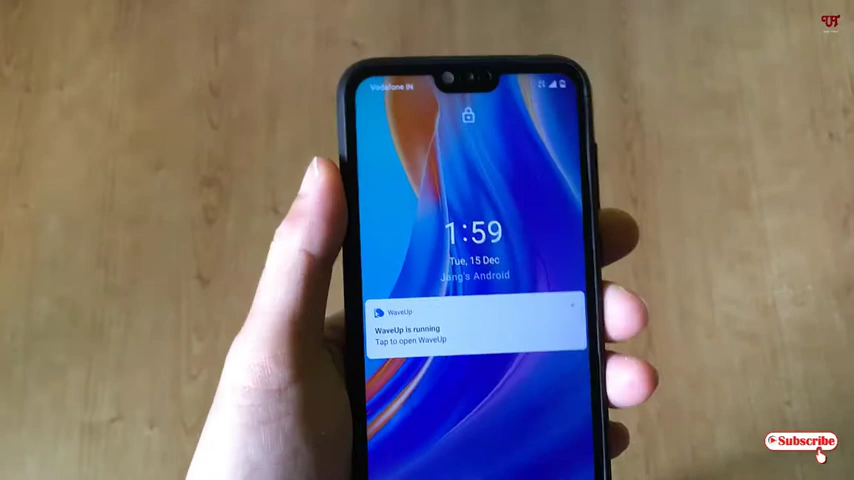 Vodafone IN
1:59
Tue, 15 Dec
Jang's Android
WaveUp
WaveUp is running
Tap to open WaveUp
Subscribe